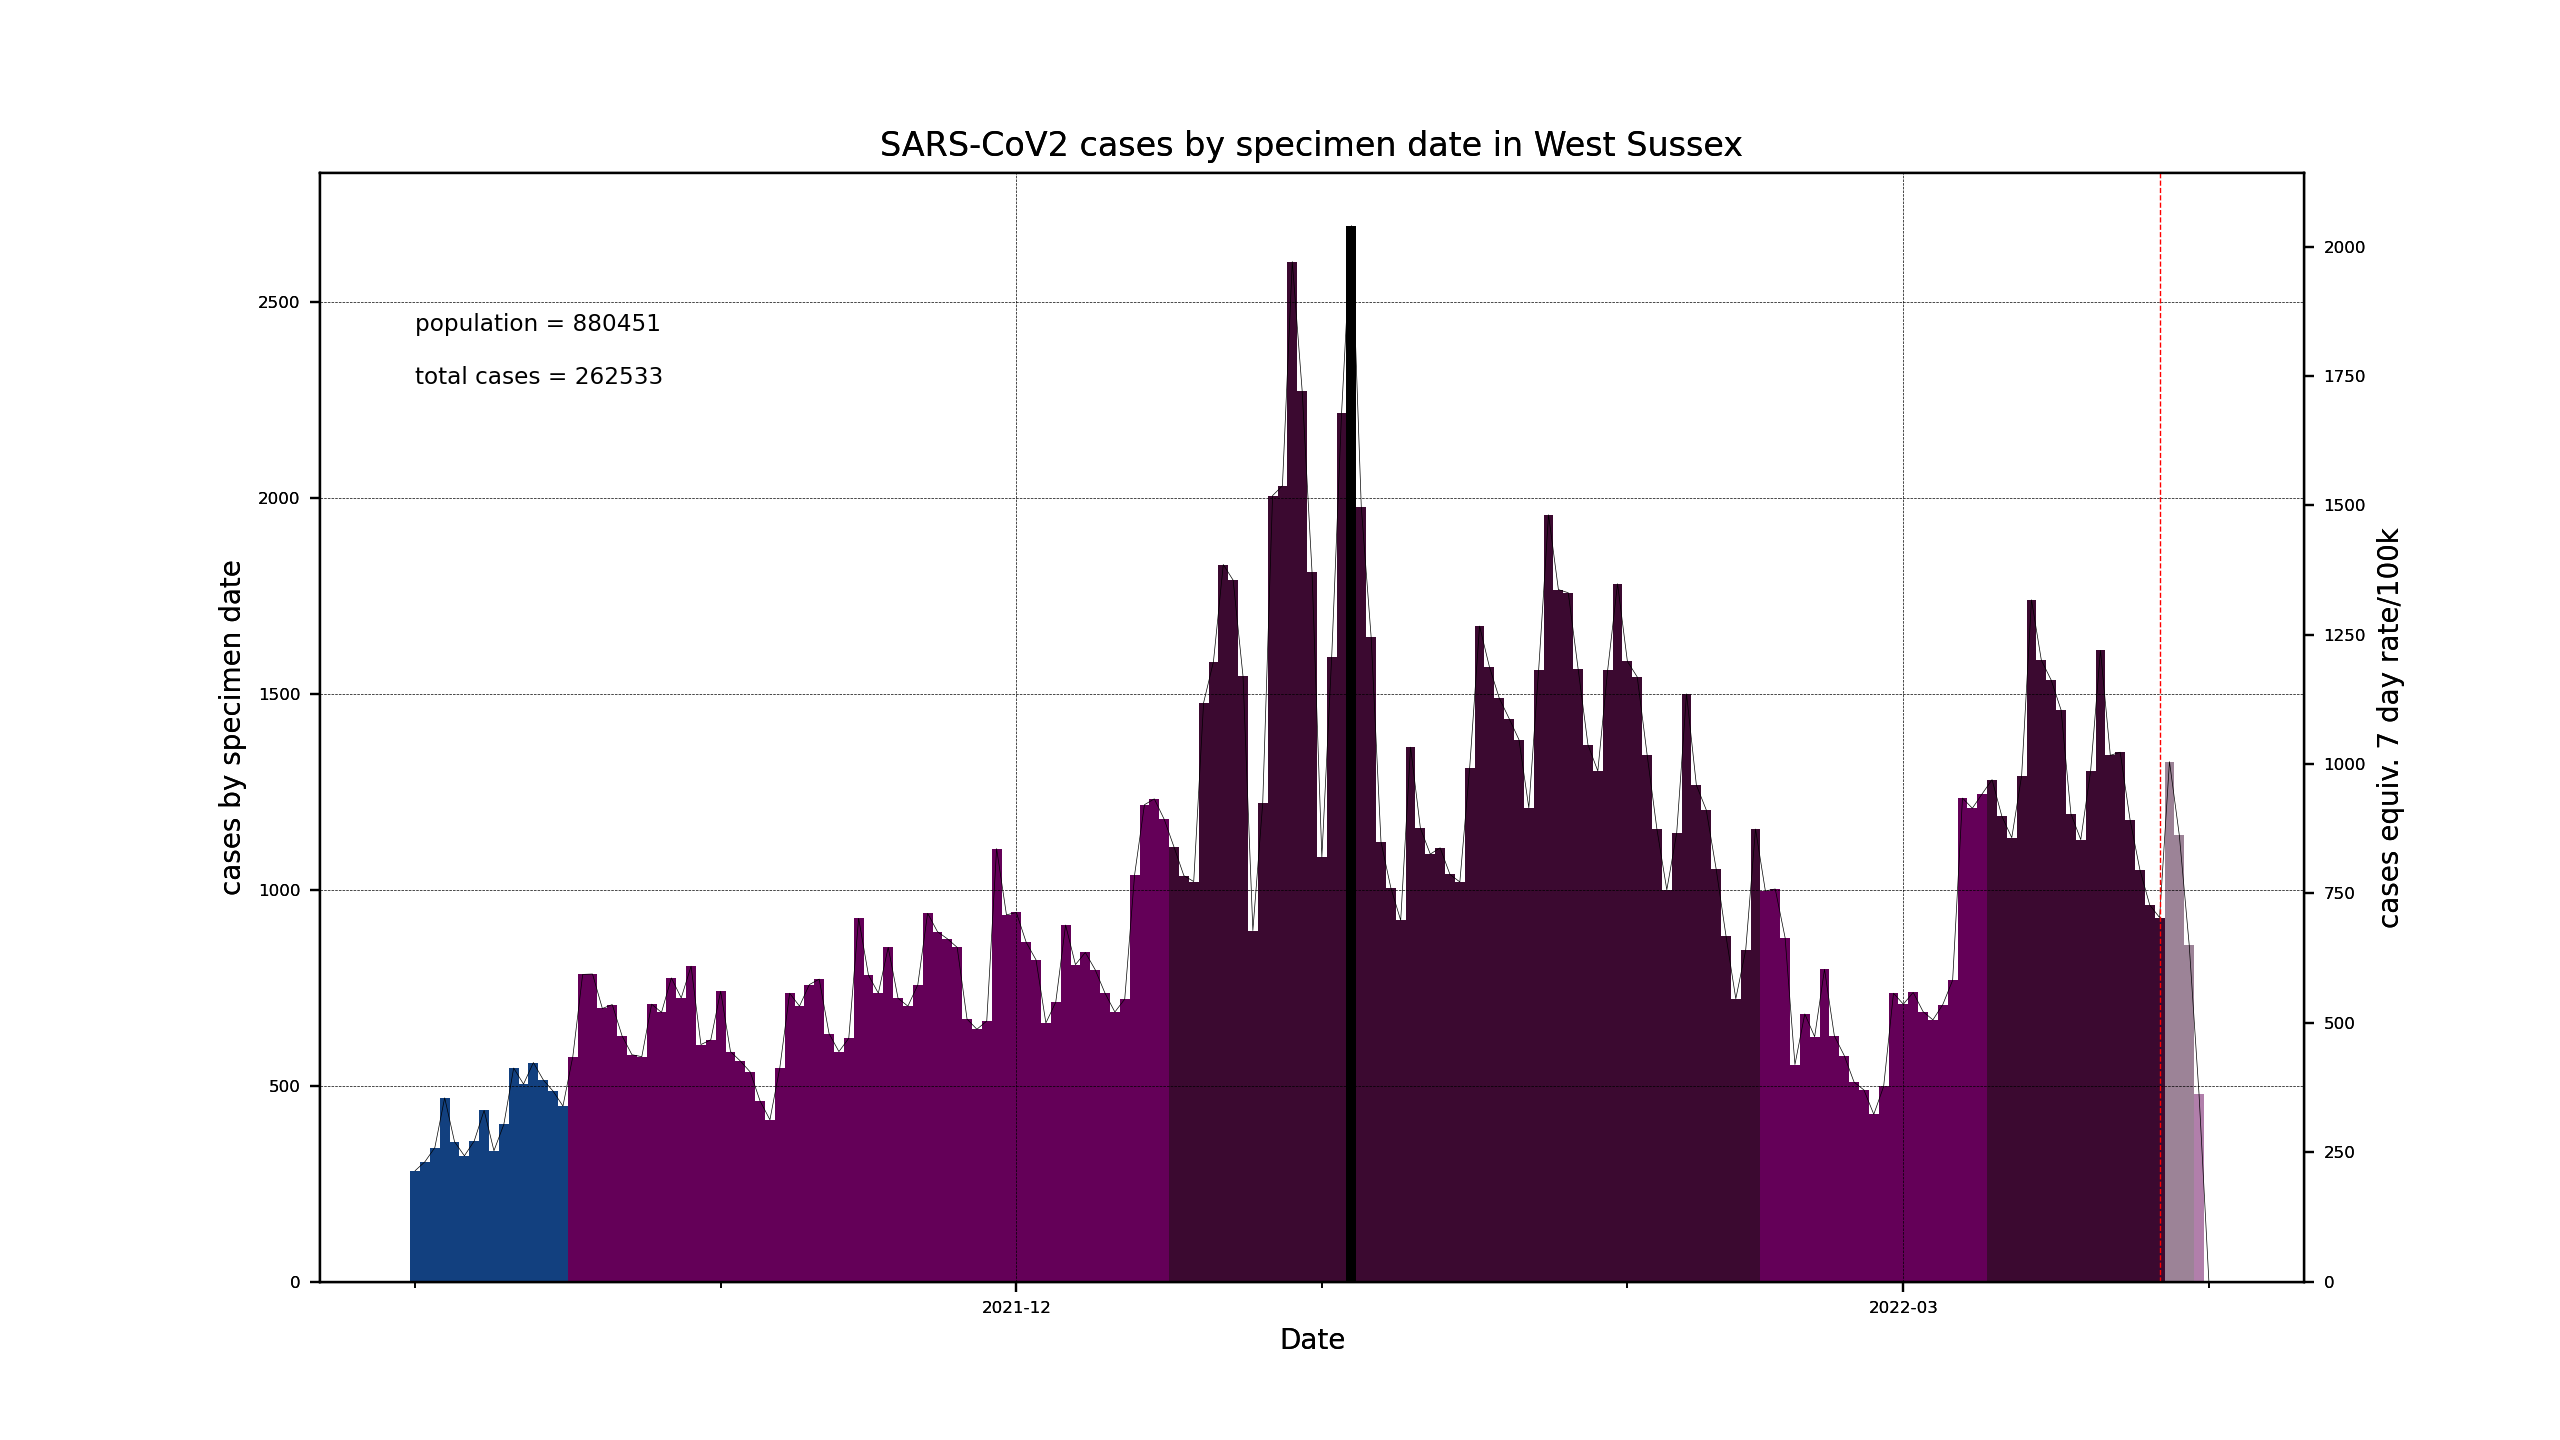 SARS-CoV2 cases by specimen date in West Sussex
population = 880451
total cases = 262533
cases by specimen date
2500
2000
1500
1000
500
0
2000
1750
1500
1250
1000
750
500
250
0
cases equiv. 7 day rate/100k
2021-12
2022-03
Date